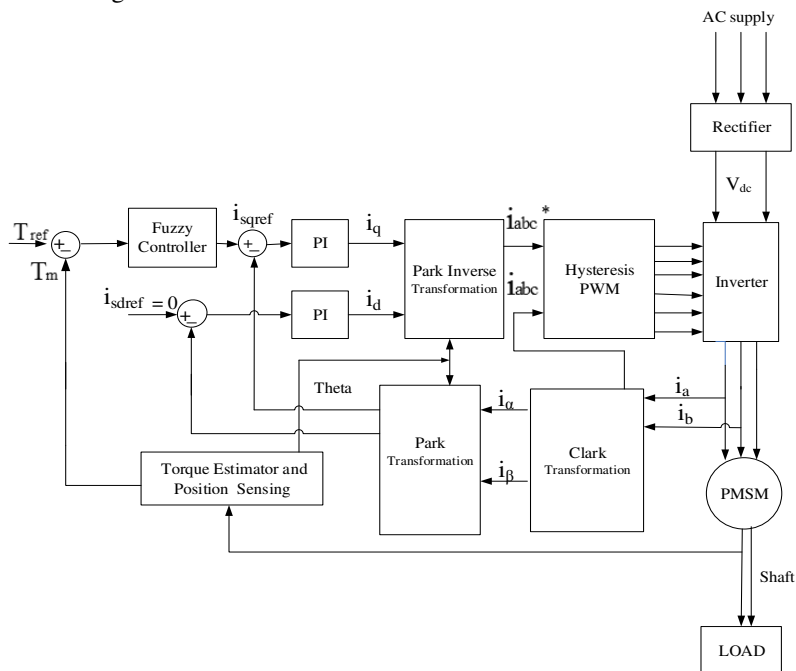 AC supply
Rectifier
V_dc
T_ref
Fuzzy
Controller
i_sqref
PI
i_q
Park Inverse
Transformation
i_abc*
i_abc
Hysteresis
PWM
Inverter
T_m
i_sdref = 0
PI
i_d
Theta
Park
Transformation
i_α
i_β
Clark
Transformation
i_a
i_b
Torque Estimator and
Position Sensing
PMSM
Shaft
LOAD